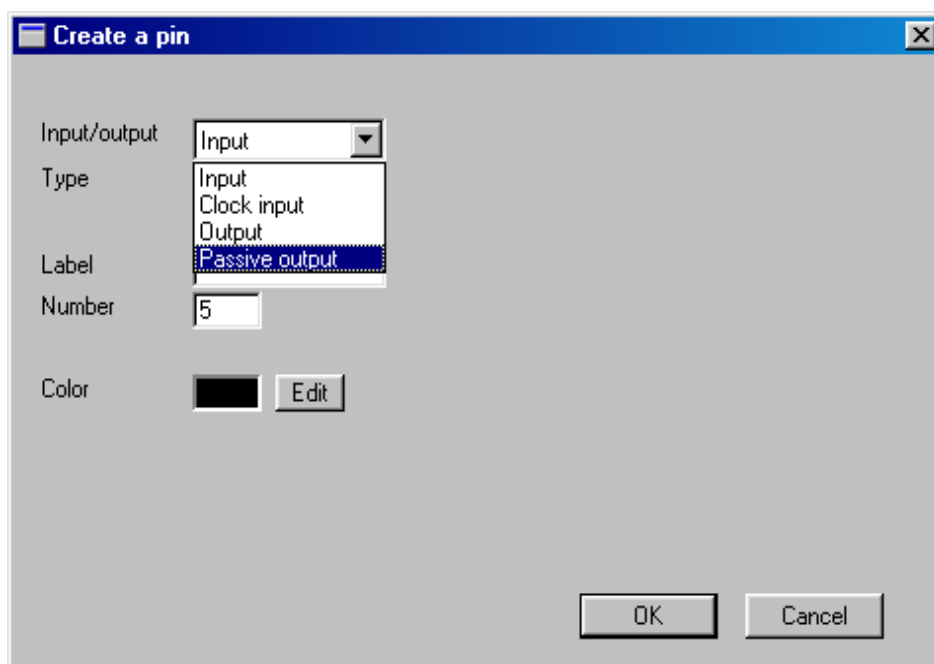 Create a pin
Input/output
Input
Type
Input
Clock input
Output
Passive output
Label
Number
5
Color
Edit
OK
Cancel